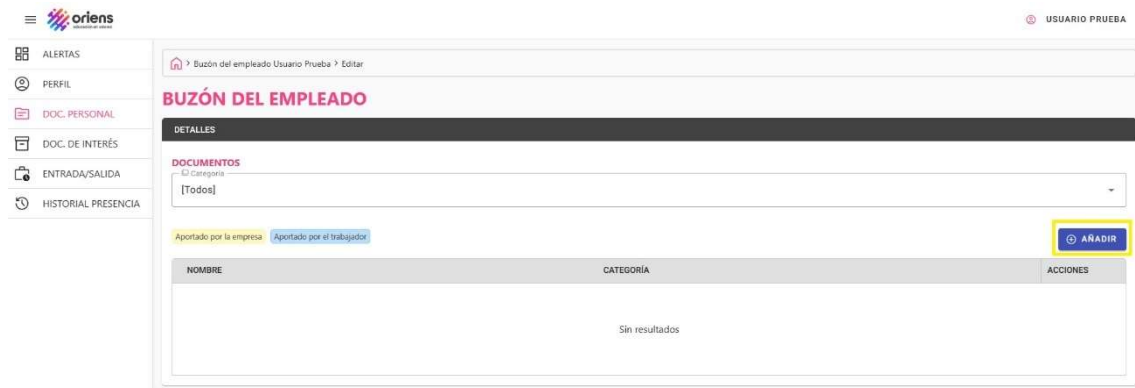 oriens
USUARIO PRUEBA
ALERTAS
PERFIL
DOC. PERSONAL
DOC. DE INTERÉS
ENTRADA/SALIDA
HISTORIAL PRESENCIA
> Buzón del empleado Usuario Prueba > Editar
BUZÓN DEL EMPLEADO
DETALLES
DOCUMENTOS
Categoría
[Todos]
Aportado por la empresa Aportado por el trabajador
AÑADIR
NOMBRE CATEGORÍA ACCIONES
Sin resultados